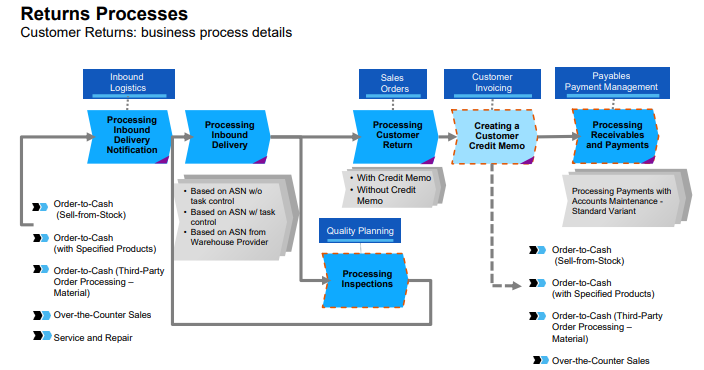 Returns Processes
Customer Returns: business process details
Inbound
Logistics
Sales
Orders
Customer
Invoicing
Payables
Payment Management
Processing
Inbound
Delivery
Notification
Processing
Inbound
Delivery
Processing
Customer
Return
Creating a
Customer
Credit Memo
Processing
Receivables
and Payments
• Based on ASN w/o
task control
• Based on ASN w/ task
control
• Based on ASN from
Warehouse Provider
• With Credit Memo
• Without Credit
Memo
Processing Payments with
Accounts Maintenance -
Standard Variant
Quality Planning
Processing
Inspections
Order-to-Cash
(Sell-from-Stock)
Order-to-Cash
(with Specified Products)
Order-to-Cash (Third-Party
Order Processing –
Material)
Over-the-Counter Sales
Service and Repair
Order-to-Cash
(Sell-from-Stock)
Order-to-Cash
(with Specified Products)
Order-to-Cash (Third-Party
Order Processing –
Material)
Over-the-Counter Sales